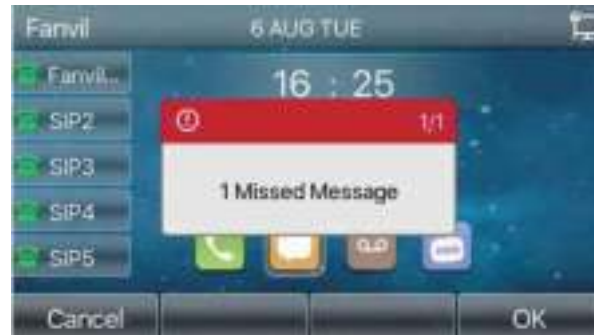 Fanvil 6 AUG TUE
Fanvil...
16 : 25
SIP2
1/1
SIP3
1 Missed Message
SIP4
SIP5
Cancel OK